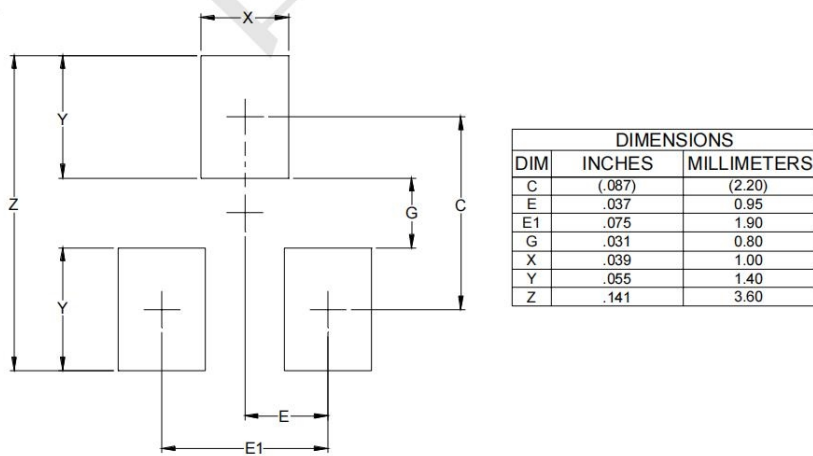 X
Y
Z
G
C
Y
E
E1
DIMENSIONS
DIM INCHES MILLIMETERS
C (.087) (2.20)
E .037 0.95
E1 .075 1.90
G .031 0.80
X .039 1.00
Y .055 1.40
Z .141 3.60